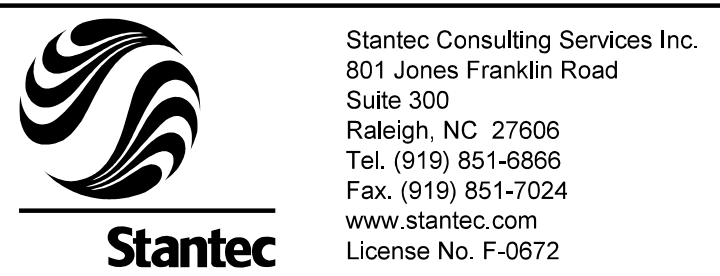 Stantec
Stantec Consulting Services Inc.
801 Jones Franklin Road
Suite 300
Raleigh, NC  27606
Tel. (919) 851-6866
Fax. (919) 851-7024
www.stantec.com
License No. F-0672